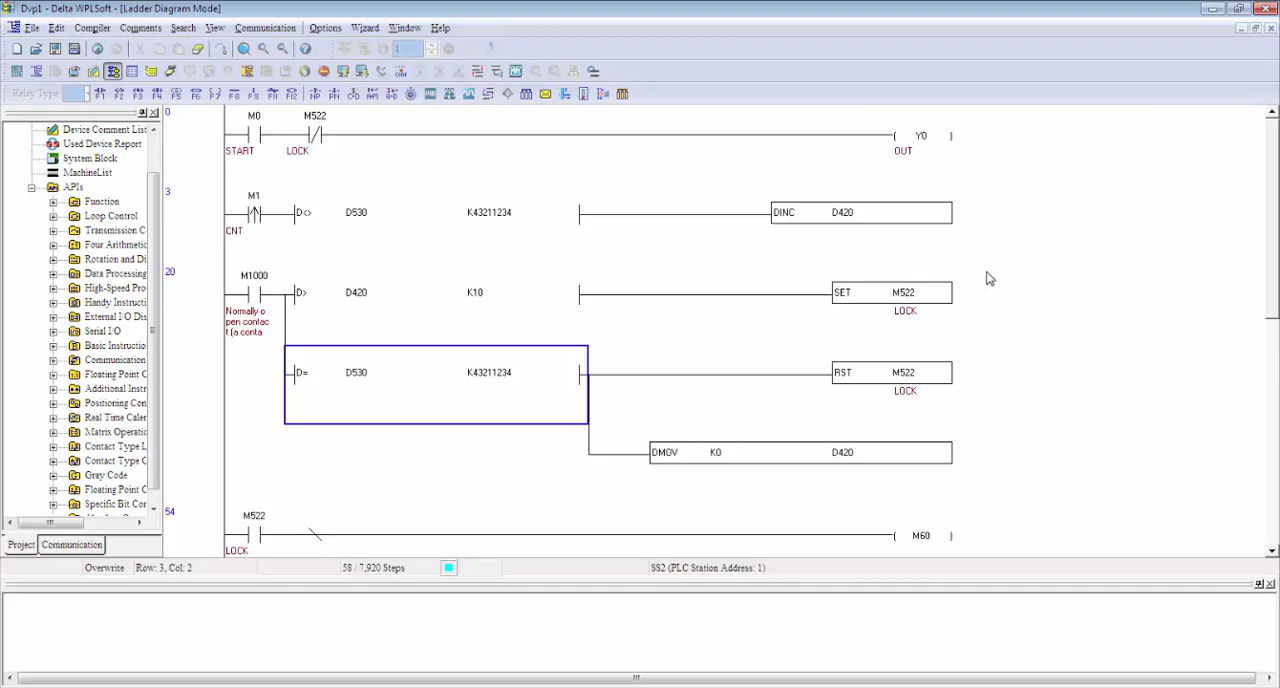 Dvp1 - Delta WPLSoft - [Ladder Diagram Mode]
File Edit Compiler Comments Search View Communication Options Wizard Window Help
Relay Type
Device Comment List
Used Device Report
System Block
MachineList
APIs
Function
Loop Control
Transmission C
Four Arithmeti
Rotation and Di
Data Processing
High-Speed Pro
Handy Instructi
External I/O Dis
Serial I/O
Basic Instructio
Communication
Floating Point C
Additional Instr
Positioning Con
Real Time Caler
Matrix Operatio
Contact Type L
Contact Type C
Gray Code
Floating Point C
Specific Bit Con
Project Communication
0
M0 M522
Y0
START LOCK OUT
3
M1
D<> D530 K43211234 DINC D420
CNT
20
M1000
D> D420 K10 SET M522
Normally o
pen contac
t (a conta
LOCK
D= D530 K43211234 RST M522
LOCK
DMOV K0 D420
54
M522
M60
LOCK
Overwrite Row: 3, Col: 2 58 / 7,920 Steps SS2 (PLC Station Address: 1)